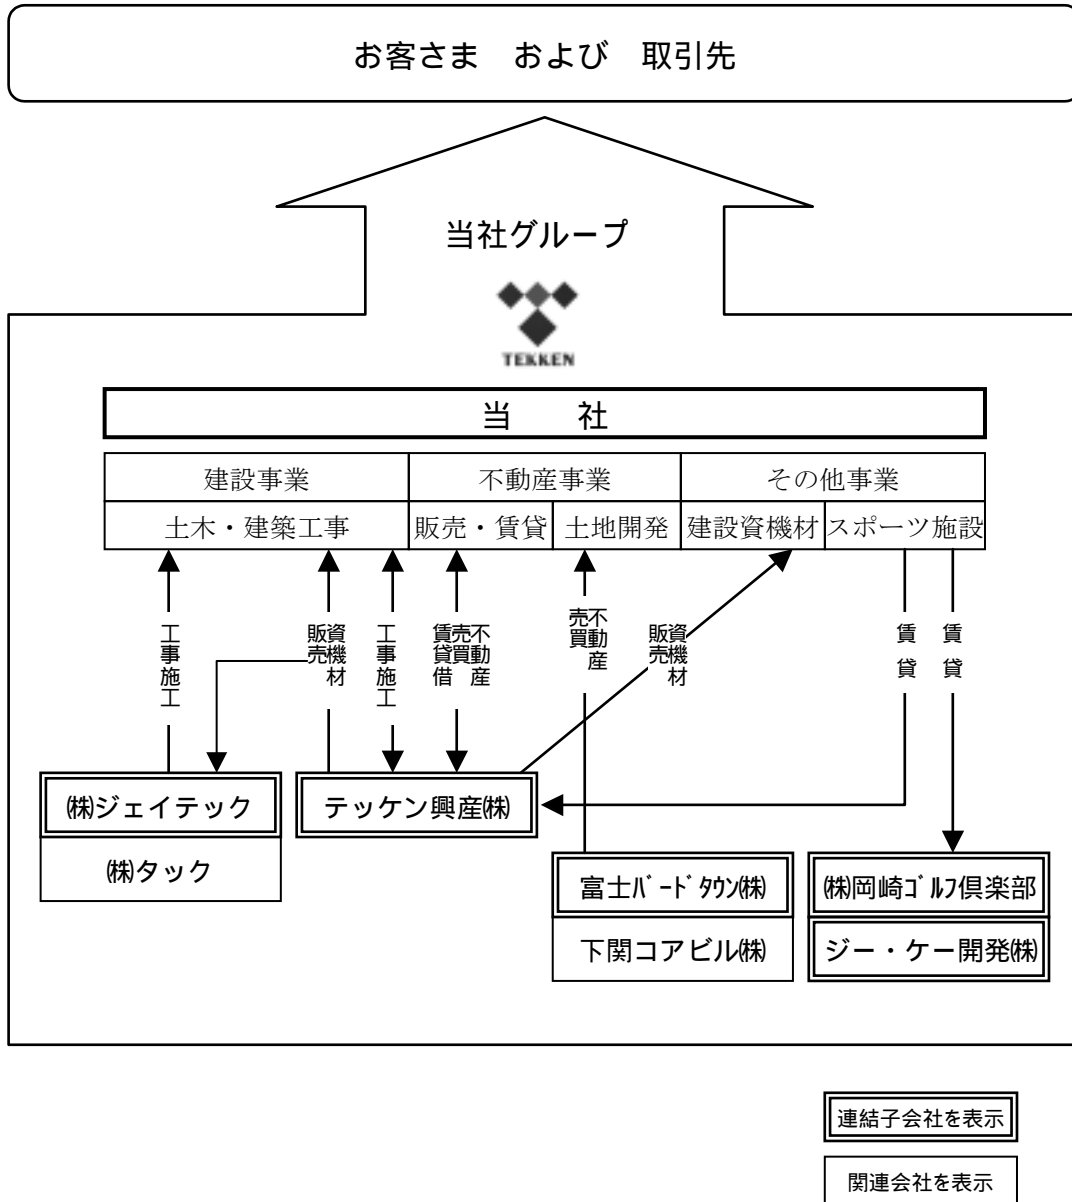 お客さま および 取引先
当社グループ
TEKKEN
当 社
建設事業 不動産事業 その他事業
土木・建築工事 販売・賃貸 土地開発 建設資機材 スポーツ施設
工事施工
資機材
販売
工事施工
不動産
売買
賃貸借
不動産
売買
資機材
販売
賃貸
賃貸
㈱ジェイテック
㈱タック
テッケン興産㈱
富士ﾊﾞｰﾄﾞﾀｳﾝ㈱
下関コアビル㈱
㈱岡崎ｺﾞﾙﾌ倶楽部
ジー・ケー開発㈱
連結子会社を表示
関連会社を表示